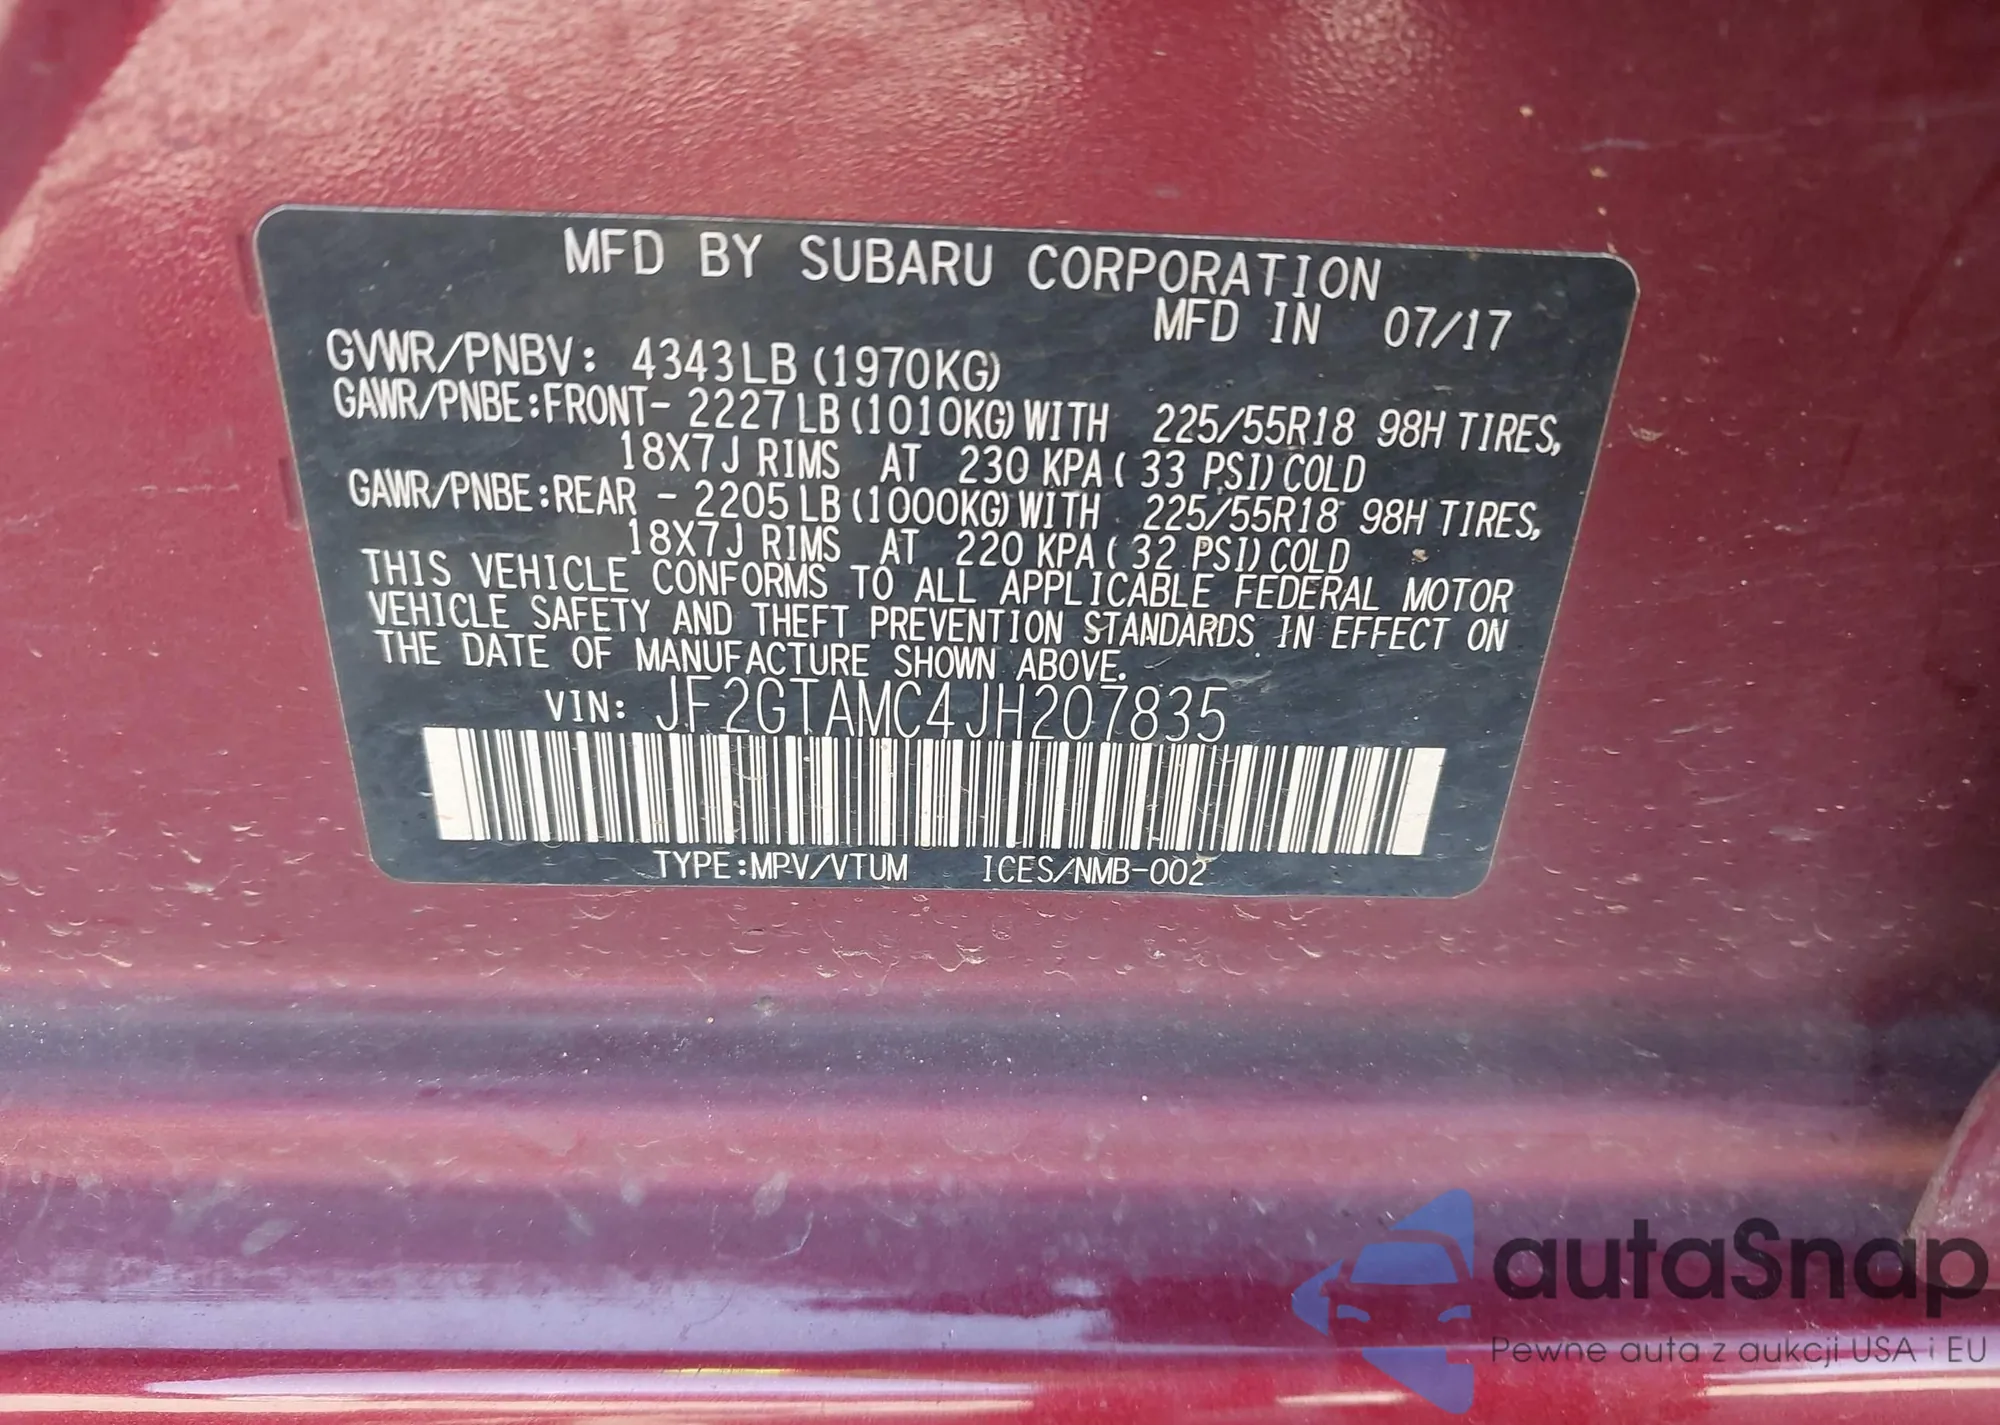 MFD BY SUBARU CORPORATION
MFD IN 07/17
GVWR/PNBV: 4343LB (1970KG)
GAWR/PNBE:FRONT- 2227LB (1010KG) WITH 225/55R18 98H TIRES,
18X7J RIMS AT 230 KPA ( 33 PSI) COLD
GAWR/PNBE:REAR - 2205LB (1000KG) WITH 225/55R18 98H TIRES,
18X7J RIMS AT 220 KPA ( 32 PSI) COLD
THIS VEHICLE CONFORMS TO ALL APPLICABLE FEDERAL MOTOR
VEHICLE SAFETY AND THEFT PREVENTION STANDARDS IN EFFECT ON
THE DATE OF MANUFACTURE SHOWN ABOVE.
VIN: JF2GTAMC4JH207835
TYPE:MPV/VTUM ICES/NMB-002
autaSnap
Pewne auta z aukcji USA i EU